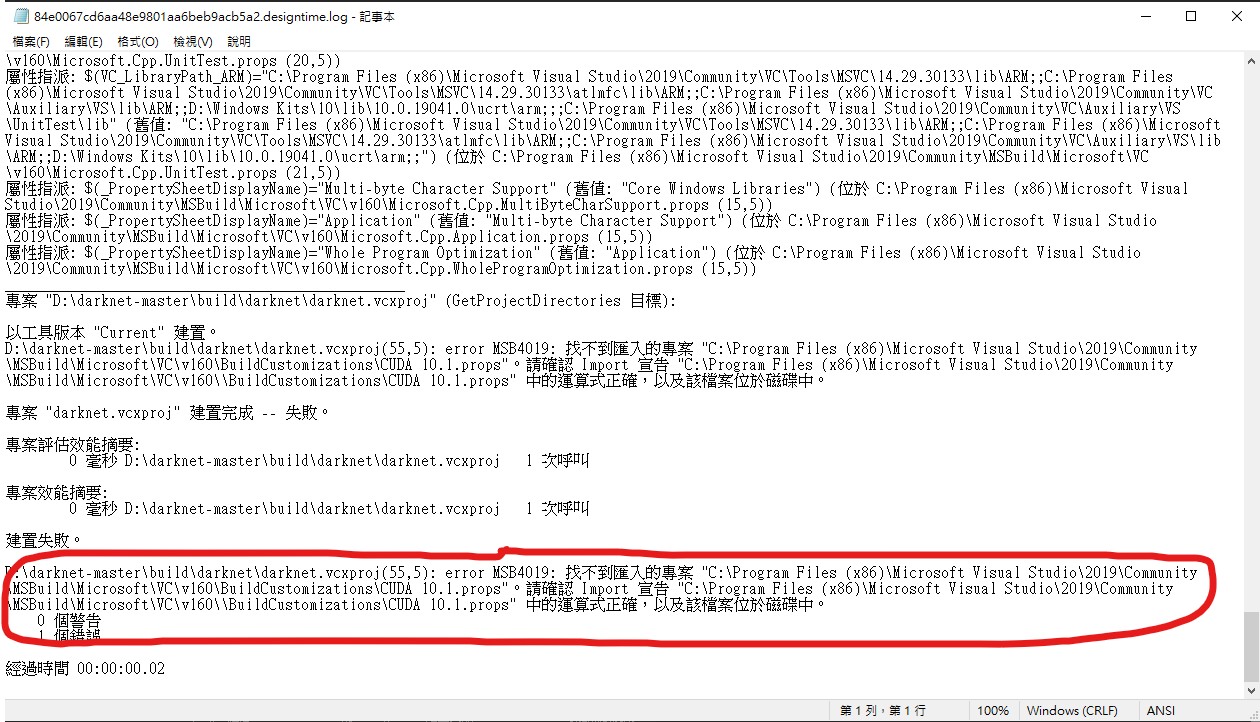 84e0067cd6aa48e9801aa6beb9acb5a2.designtime.log - 記事本
檔案(F) 編輯(E) 格式(O) 檢視(V) 說明
\v160\Microsoft.Cpp.UnitTest.props (20,5))
屬性指派: $(VC_LibraryPath_ARM)="C:\Program Files (x86)\Microsoft Visual Studio\2019\Community\VC\Tools\MSVC\14.29.30133\lib\ARM;;C:\Program Files
(x86)\Microsoft Visual Studio\2019\Community\VC\Tools\MSVC\14.29.30133\atlmfc\lib\ARM;;C:\Program Files (x86)\Microsoft Visual Studio\2019\Community\VC
\Auxiliary\VS\lib\ARM;;D:\Windows Kits\10\lib\10.0.19041.0\ucrt\arm;;;C:\Program Files (x86)\Microsoft Visual Studio\2019\Community\VC\Auxiliary\VS
\UnitTest\lib" (舊值: "C:\Program Files (x86)\Microsoft Visual Studio\2019\Community\VC\Tools\MSVC\14.29.30133\lib\ARM;;C:\Program Files
(x86)\Microsoft Visual Studio\2019\Community\VC\Tools\MSVC\14.29.30133\atlmfc\lib\ARM;;C:\Program Files (x86)\Microsoft Visual Studio\2019\Community\VC\Auxiliary\VS\lib
\ARM;;D:\Windows Kits\10\lib\10.0.19041.0\ucrt\arm;;") (位於 C:\Program Files (x86)\Microsoft Visual Studio\2019\Community\MSBuild\Microsoft\VC
\v160\Microsoft.Cpp.UnitTest.props (21,5))
屬性指派: $(_PropertySheetDisplayName)="Multi-byte Character Support" (舊值: "Core Windows Libraries") (位於 C:\Program Files (x86)\Microsoft Visual
Studio\2019\Community\MSBuild\Microsoft\VC\v160\Microsoft.Cpp.MultiByteCharSupport.props (15,5))
屬性指派: $(_PropertySheetDisplayName)="Application" (舊值: "Multi-byte Character Support") (位於 C:\Program Files (x86)\Microsoft Visual Studio
\2019\Community\MSBuild\Microsoft\VC\v160\Microsoft.Cpp.Application.props (15,5))
屬性指派: $(_PropertySheetDisplayName)="Whole Program Optimization" (舊值: "Application") (位於 C:\Program Files (x86)\Microsoft Visual Studio
\2019\Community\MSBuild\Microsoft\VC\v160\Microsoft.Cpp.WholeProgramOptimization.props (15,5))
__________________________________________________
專案 "D:\darknet-master\build\darknet\darknet.vcxproj" (GetProjectDirectories 目標):
以工具版本 "Current" 建置。
D:\darknet-master\build\darknet\darknet.vcxproj(55,5): error MSB4019: 找不到匯入的專案 "C:\Program Files (x86)\Microsoft Visual Studio\2019\Community
\MSBuild\Microsoft\VC\v160\BuildCustomizations\CUDA 10.1.props"。請確認 Import 宣告 "C:\Program Files (x86)\Microsoft Visual Studio\2019\Community
\MSBuild\Microsoft\VC\v160\\BuildCustomizations\CUDA 10.1.props" 中的運算式正確，以及該檔案位於磁碟中。
專案 "darknet.vcxproj" 建置完成 -- 失敗。
專案評估效能摘要:
0 毫秒 D:\darknet-master\build\darknet\darknet.vcxproj 1 次呼叫
專案效能摘要:
0 毫秒 D:\darknet-master\build\darknet\darknet.vcxproj 1 次呼叫
建置失敗。
D:\darknet-master\build\darknet\darknet.vcxproj(55,5): error MSB4019: 找不到匯入的專案 "C:\Program Files (x86)\Microsoft Visual Studio\2019\Community
\MSBuild\Microsoft\VC\v160\BuildCustomizations\CUDA 10.1.props"。請確認 Import 宣告 "C:\Program Files (x86)\Microsoft Visual Studio\2019\Community
\MSBuild\Microsoft\VC\v160\\BuildCustomizations\CUDA 10.1.props" 中的運算式正確，以及該檔案位於磁碟中。
0 個警告
1 個錯誤
經過時間 00:00:00.02
第 1 列，第 1 行 100% Windows (CRLF) ANSI